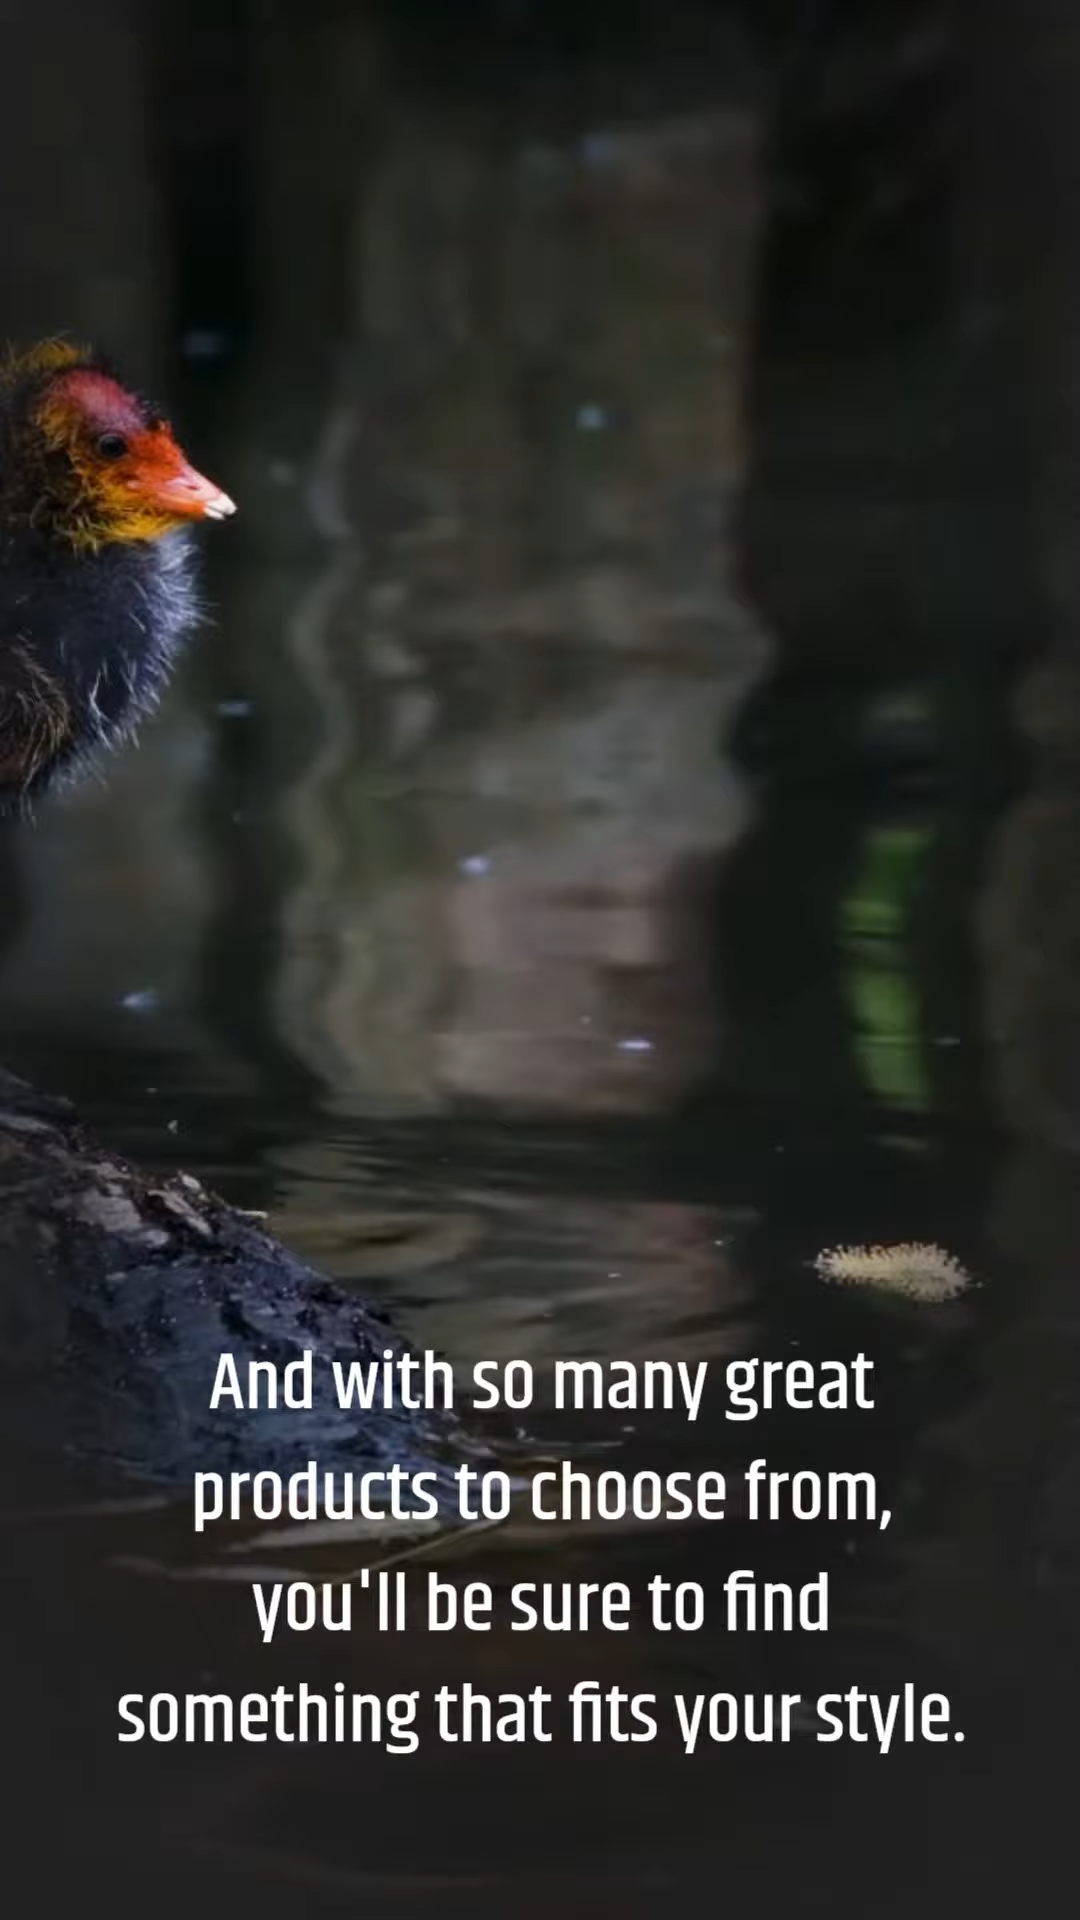 And with so many great
products to choose from,
you'll be sure to find
something that fits your style.